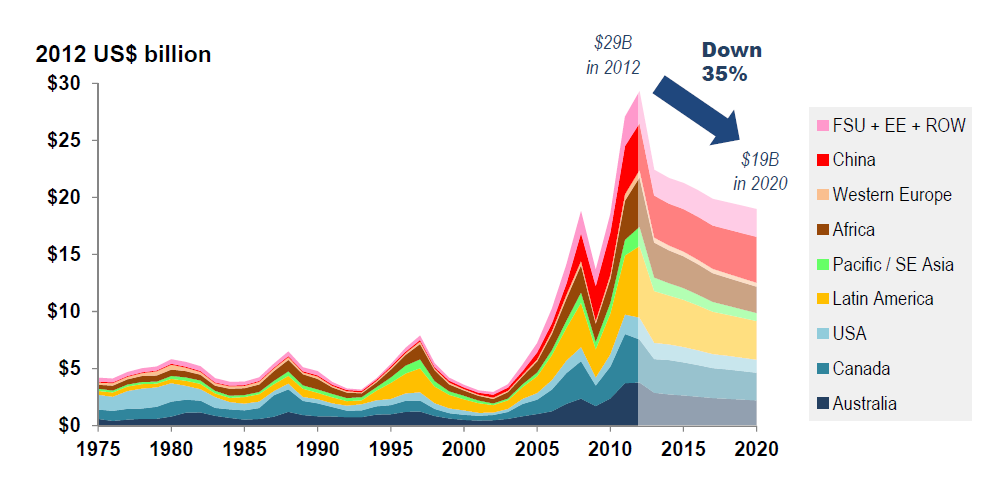 2012 US$ billion
$29B
in 2012
Down
35%
$19B
in 2020
$30
$25
$20
$15
$10
$5
$0
1975 1980 1985 1990 1995 2000 2005 2010 2015 2020
FSU + EE + ROW
China
Western Europe
Africa
Pacific / SE Asia
Latin America
USA
Canada
Australia